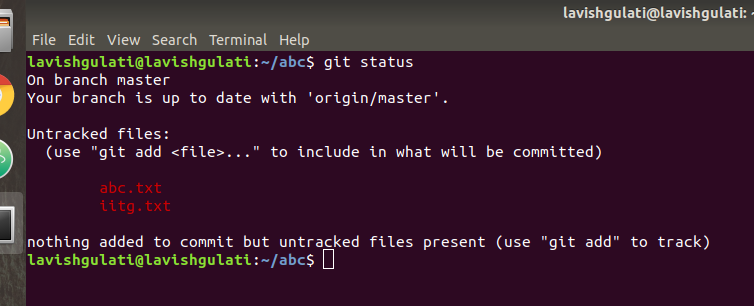 lavishgulati@lavishgulati: ~
File Edit View Search Terminal Help
lavishgulati@lavishgulati:~/abc$ git status
On branch master
Your branch is up to date with 'origin/master'.
Untracked files:
(use "git add <file>..." to include in what will be committed)
abc.txt
iitg.txt
nothing added to commit but untracked files present (use "git add" to track)
lavishgulati@lavishgulati:~/abc$